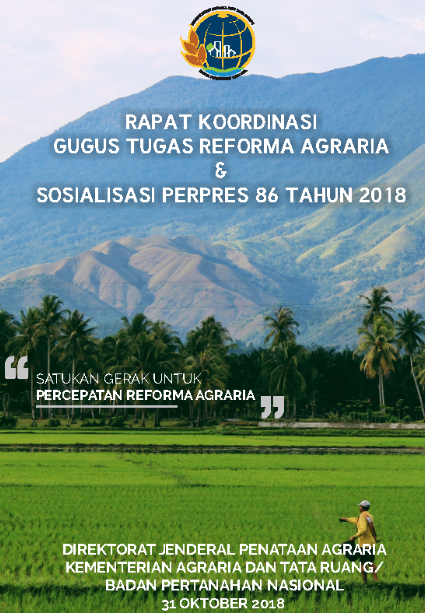 RAPAT KOORDINASI
GUGUS TUGAS REFORMA AGRARIA
&
SOSIALISASI PERPRES 86 TAHUN 2018
“
SATUKAN GERAK UNTUK
PERCEPATAN REFORMA AGRARIA
”
DIREKTORAT JENDERAL PENATAAN AGRARIA
KEMENTERIAN AGRARIA DAN TATA RUANG/
BADAN PERTANAHAN NASIONAL
31 OKTOBER 2018